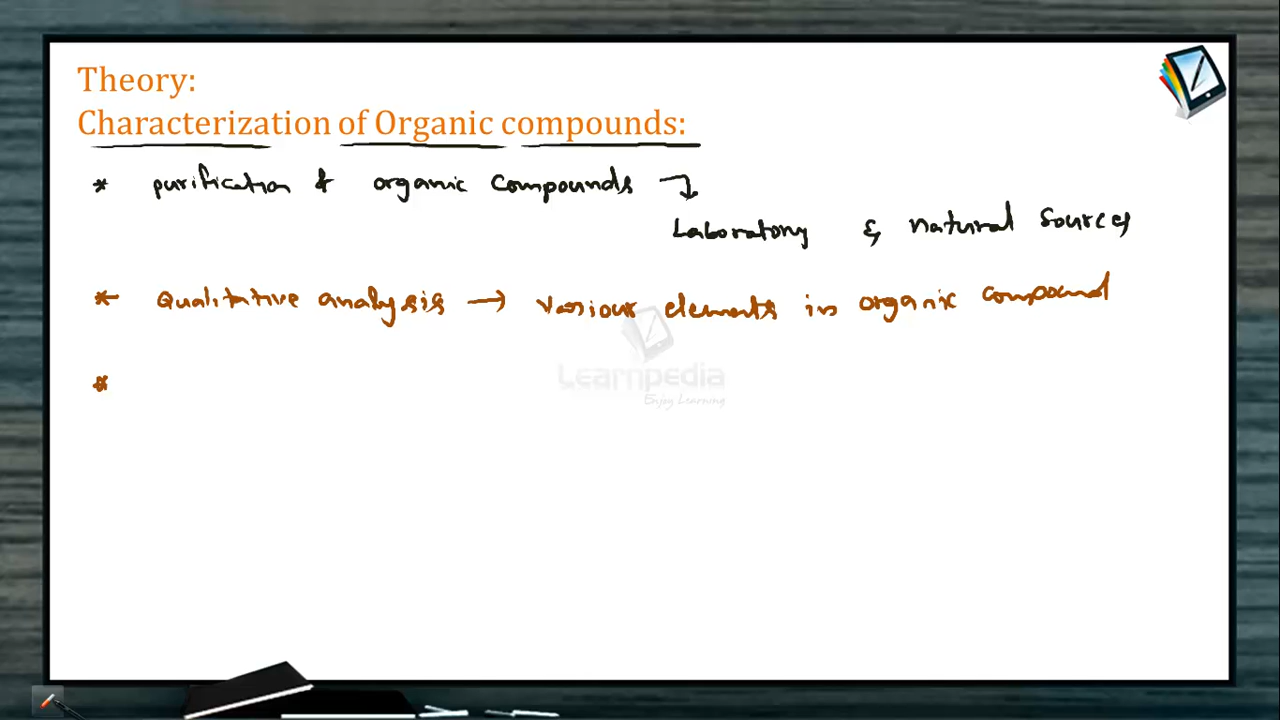 Theory:
Characterization of Organic compounds:
* purification & organic compounds →
Laboratory & natural sources
* Qualitative analysis → various elements in organic compound
Learnpedia
Enjoy Learning
*